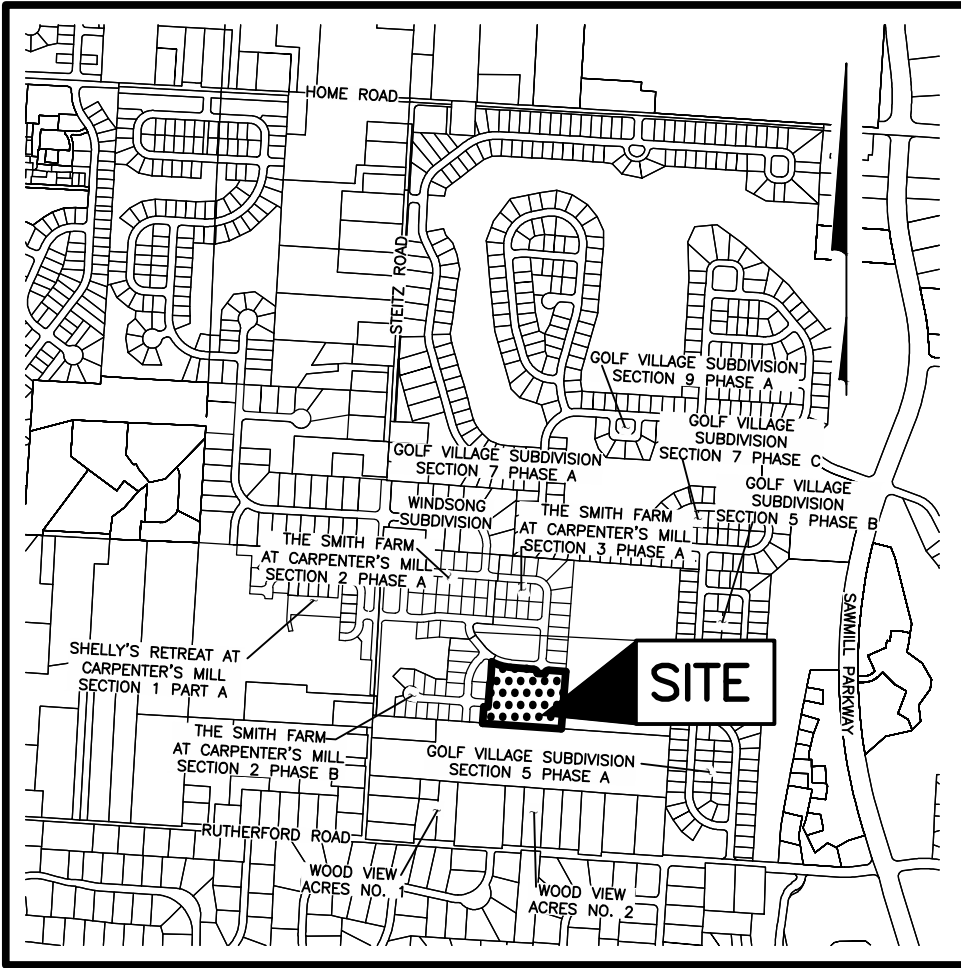 HOME ROAD
STEITZ ROAD
GOLF VILLAGE SUBDIVISION
SECTION 9 PHASE A
GOLF VILLAGE
SUBDIVISION
SECTION 7 PHASE C
GOLF VILLAGE SUBDIVISION
SECTION 7 PHASE A
GOLF VILLAGE
SUBDIVISION
SECTION 5 PHASE B
WINDSONG
SUBDIVISION
THE SMITH FARM
AT CARPENTER'S MILL
SECTION 3 PHASE A
THE SMITH FARM
AT CARPENTER'S MILL
SECTION 2 PHASE A
SAWMILL PARKWAY
SHELLY'S RETREAT AT
CARPENTER'S MILL
SECTION 1 PART A
SITE
THE SMITH FARM
AT CARPENTER'S MILL
SECTION 2 PHASE B
GOLF VILLAGE SUBDIVISION
SECTION 5 PHASE A
RUTHERFORD ROAD
WOOD VIEW
ACRES NO. 1
WOOD VIEW
ACRES NO. 2